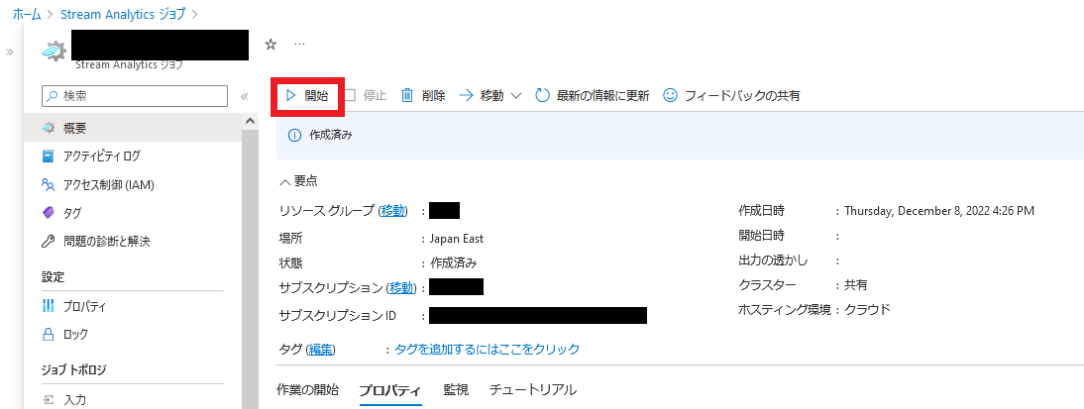 ホーム > Stream Analytics ジョブ >
»
Stream Analytics ジョブ
☆ …
検索
«
開始 停止 削除 移動 最新の情報に更新 フィードバックの共有
作成済み
概要
アクティビティ ログ
アクセス制御 (IAM)
タグ
問題の診断と解決
設定
プロパティ
ロック
ジョブ トポロジ
入力
要点
リソース グループ (移動) :
場所 : Japan East
状態 : 作成済み
サブスクリプション (移動) :
サブスクリプション ID :
タグ (編集) : タグを追加するにはここをクリック
作成日時 : Thursday, December 8, 2022 4:26 PM
開始日時 :
出力の透かし :
クラスター : 共有
ホスティング環境 : クラウド
作業の開始 プロパティ 監視 チュートリアル